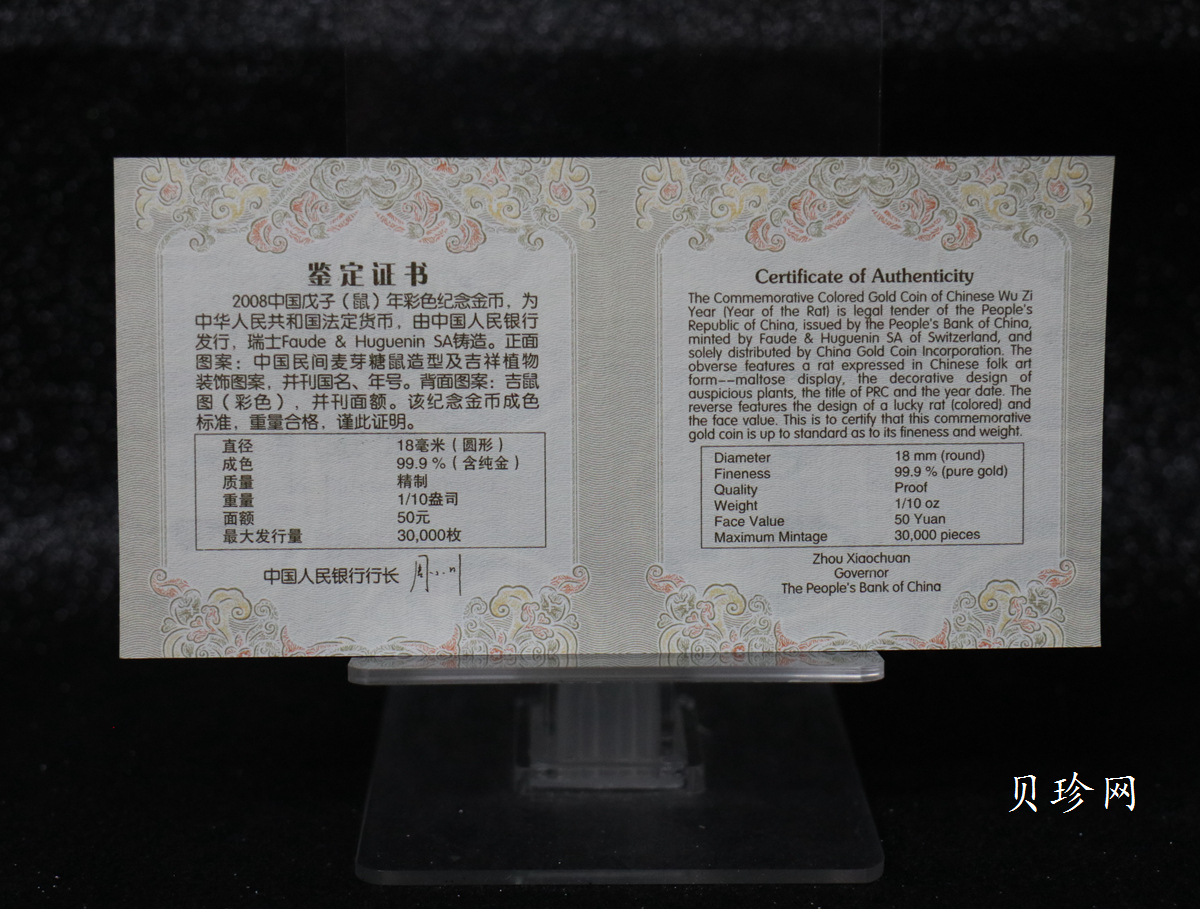 鉴定证书
2008中国戊子（鼠）年彩色纪念金币，为
中华人民共和国法定货币，由中国人民银行
发行，瑞士Faude & Huguenin SA铸造。正面
图案：中国民间麦芽糖鼠造型及吉祥植物
装饰图案，并刊国名、年号。背面图案：吉鼠
图（彩色），并刊面额。该纪念金币成色
标准，重量合格，谨此证明。
直径 18毫米（圆形）
成色 99.9 %（含纯金）
质量 精制
重量 1/10盎司
面额 50元
最大发行量 30,000枚
中国人民银行行长
Certificate of Authenticity
The Commemorative Colored Gold Coin of Chinese Wu Zi
Year (Year of the Rat) is legal tender of the People's
Republic of China, issued by the People's Bank of China,
minted by Faude & Huguenin SA of Switzerland, and
solely distributed by China Gold Coin Incorporation. The
obverse features a rat expressed in Chinese folk art
form--maltose display, the decorative design of
auspicious plants, the title of PRC and the year date. The
reverse features the design of a lucky rat (colored) and
the face value. This is to certify that this commemorative
gold coin is up to standard as to its fineness and weight.
Diameter 18 mm (round)
Fineness 99.9 % (pure gold)
Quality Proof
Weight 1/10 oz
Face Value 50 Yuan
Maximum Mintage 30,000 pieces
Zhou Xiaochuan
Governor
The People's Bank of China
贝珍网